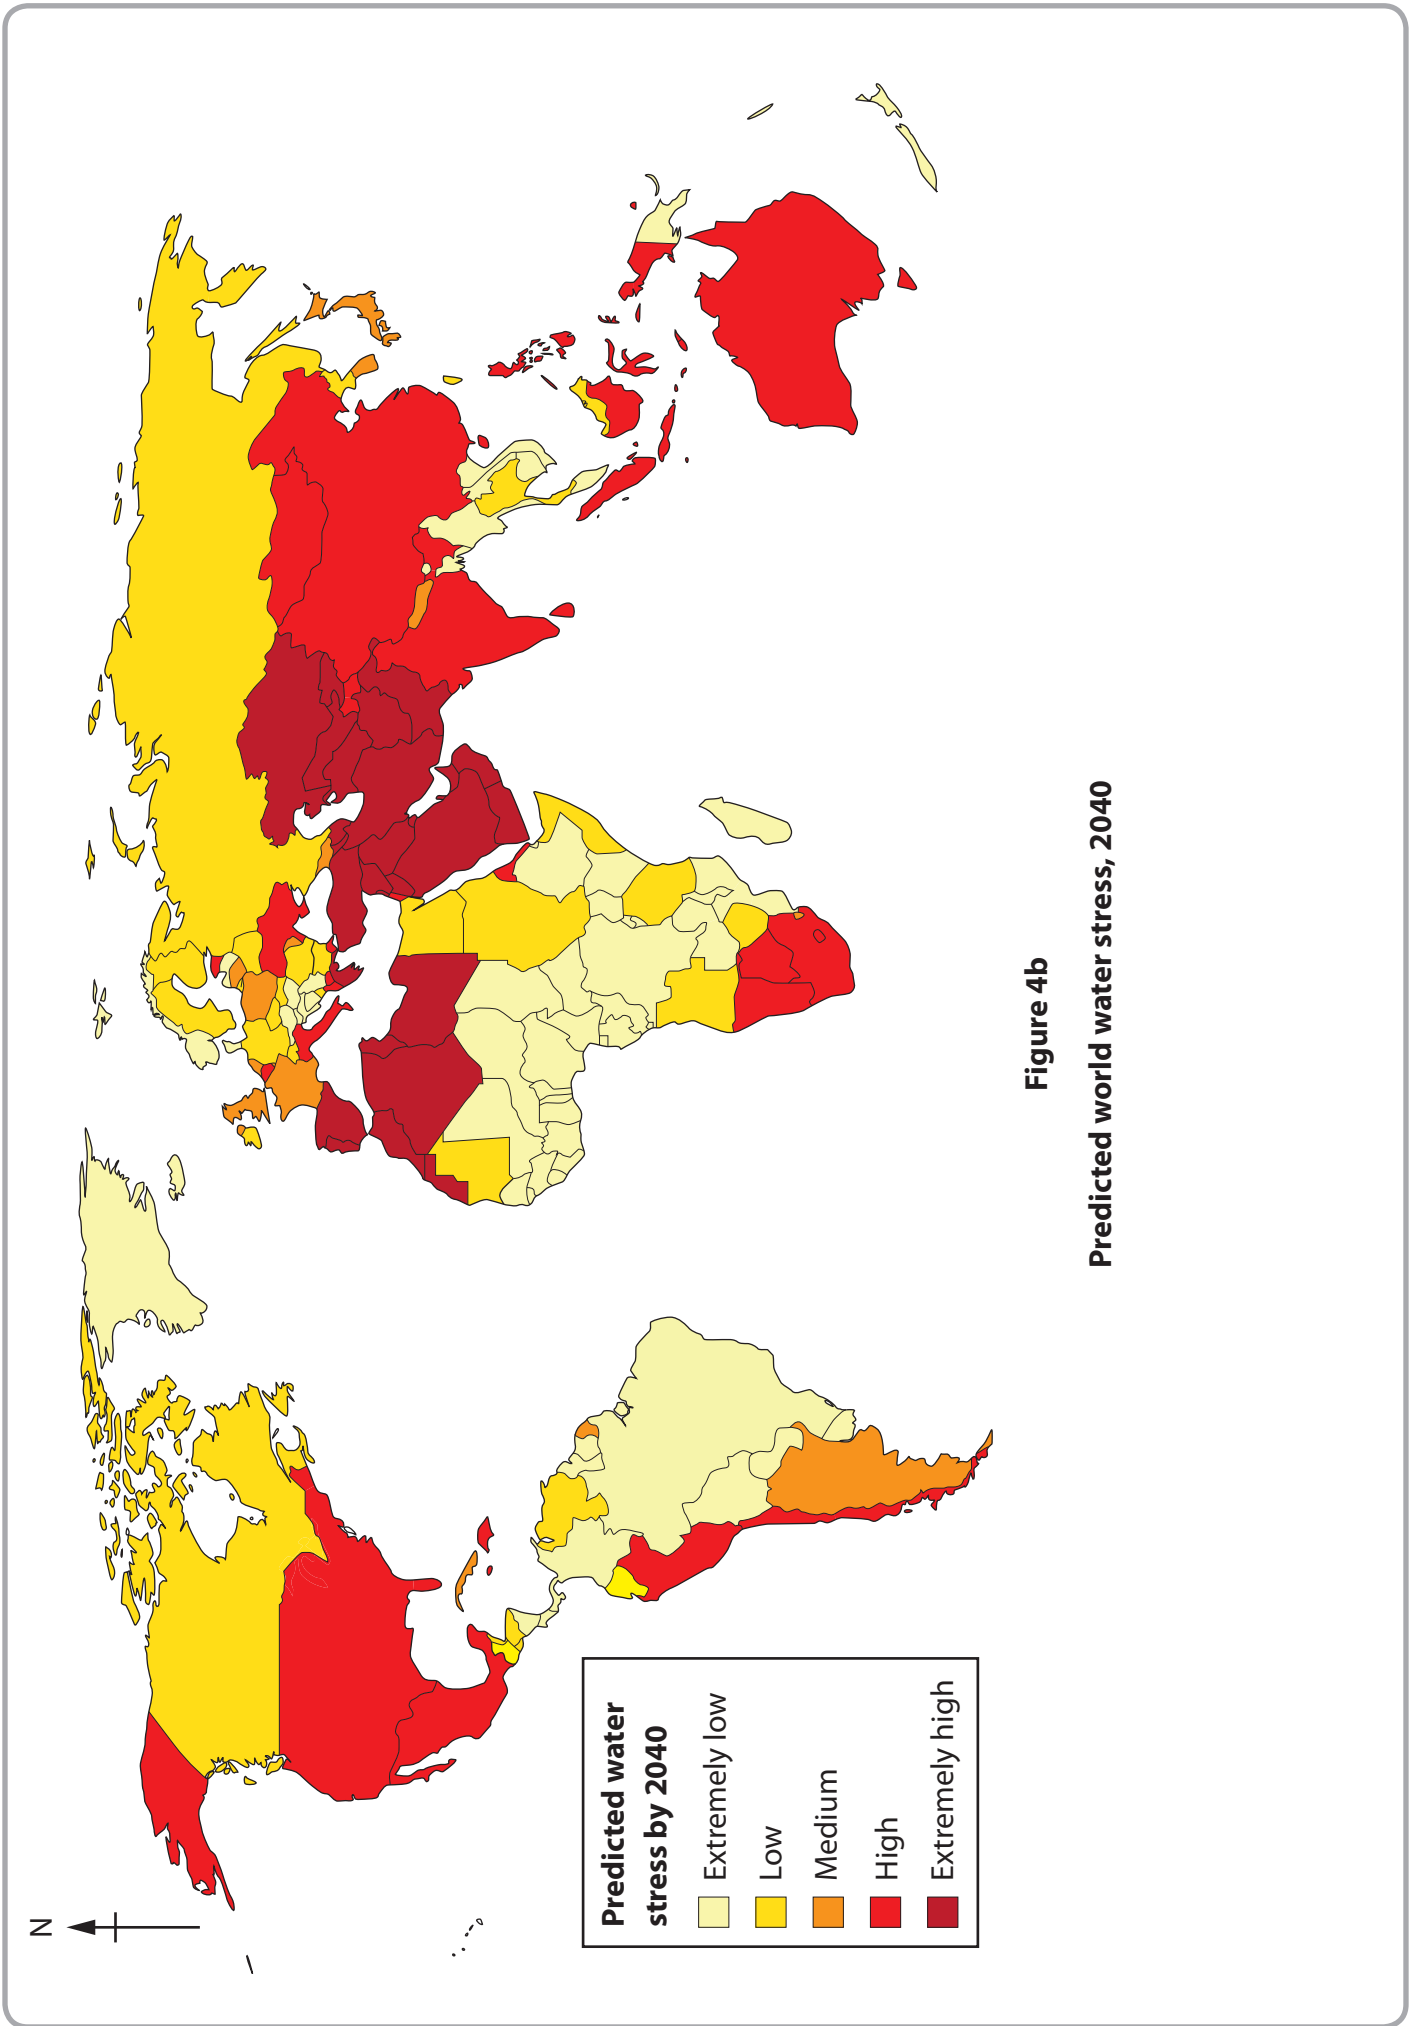 N
Predicted water
stress by 2040
Extremely low
Low
Medium
High
Extremely high
Figure 4b
Predicted world water stress, 2040